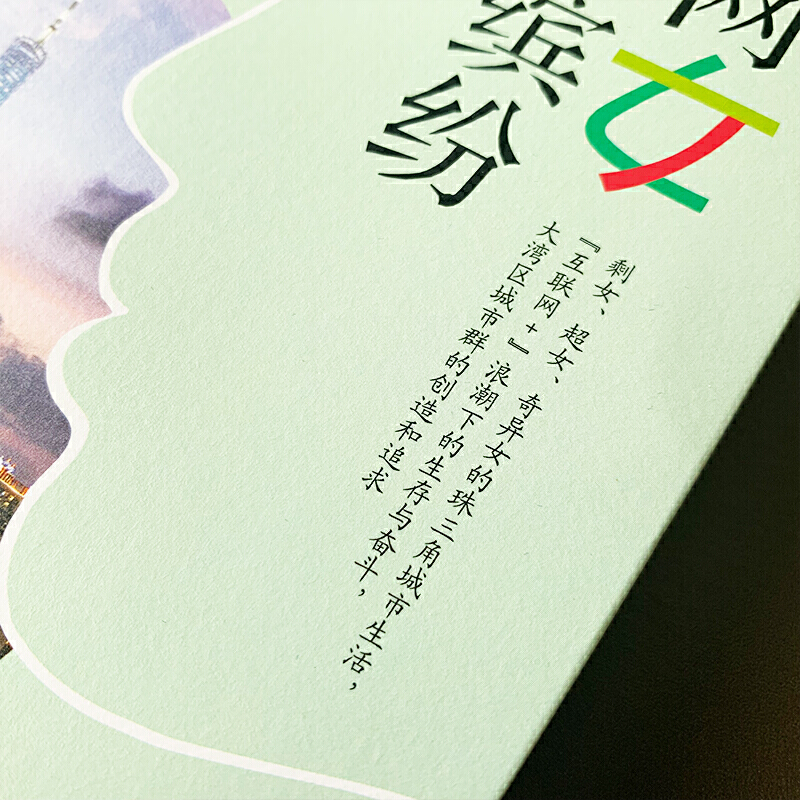 网女
缤纷
剩女、超女、奇异女的珠三角城市生活，
『互联网+』浪潮下的生存与奋斗，
大湾区城市群的创造和追求